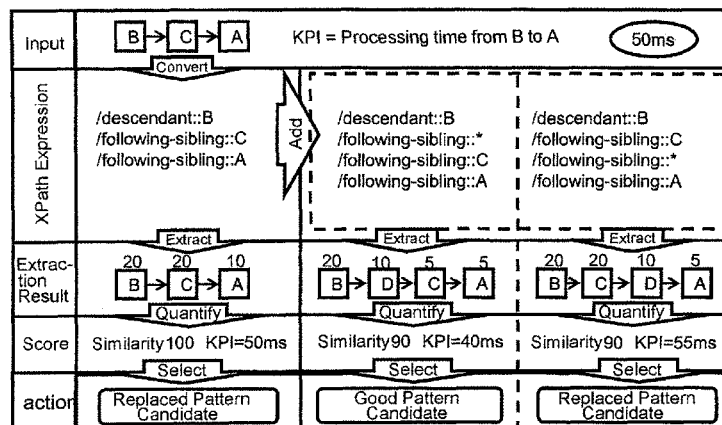 Input B C A KPI = Processing time from B to A 50ms
Convert
XPath Expression
/descendant::B
/following-sibling::C
/following-sibling::A
Add
/descendant::B
/following-sibling::*
/following-sibling::C
/following-sibling::A
/descendant::B
/following-sibling::C
/following-sibling::*
/following-sibling::A
Extract Extract Extract
Extrac-
tion
Result
20 20 10 20 10 5 5 20 20 10 5
B C A B D C A B C D A
Quantify Quantify Quantify
Score Similarity100 KPI=50ms Similarity90 KPI=40ms Similarity90 KPI=55ms
Select Select Select
action
Replaced Pattern
Candidate
Good Pattern
Candidate
Replaced Pattern
Candidate